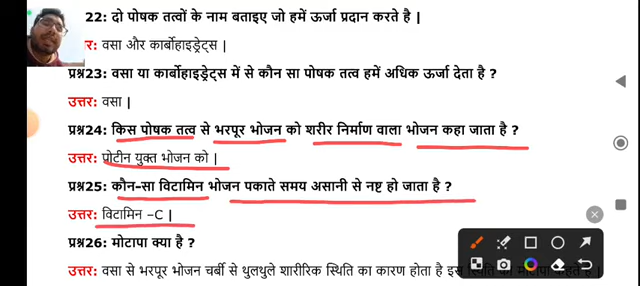 22: दो पोषक तत्वों के नाम बताइए जो हमें ऊर्जा प्रदान करते है |
र: वसा और कार्बोहाइड्रेट्स |
प्रश्न23: वसा या कार्बोहाइड्रेट्स में से कौन सा पोषक तत्व हमें अधिक ऊर्जा देता है ?
उत्तर: वसा |
प्रश्न24: किस पोषक तत्व से भरपूर भोजन को शरीर निर्माण वाला भोजन कहा जाता है ?
उत्तर: प्रोटीन युक्त भोजन को |
प्रश्न25: कौन-सा विटामिन भोजन पकाते समय असानी से नष्ट हो जाता है ?
उत्तर: विटामिन –C |
प्रश्न26: मोटापा क्या है ?
उत्तर: वसा से भरपूर भोजन चर्बी से थुलथुले शारीरिक स्थिति का कारण होता है इस स्थिति को मोटापा कहते है |